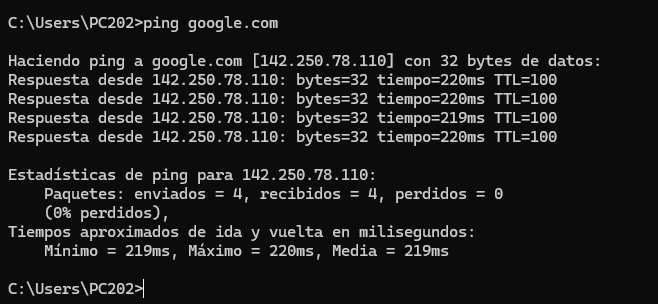 C:\Users\PC202>ping google.com
Haciendo ping a google.com [142.250.78.110] con 32 bytes de datos:
Respuesta desde 142.250.78.110: bytes=32 tiempo=220ms TTL=100
Respuesta desde 142.250.78.110: bytes=32 tiempo=220ms TTL=100
Respuesta desde 142.250.78.110: bytes=32 tiempo=219ms TTL=100
Respuesta desde 142.250.78.110: bytes=32 tiempo=220ms TTL=100
Estadísticas de ping para 142.250.78.110:
    Paquetes: enviados = 4, recibidos = 4, perdidos = 0
    (0% perdidos),
Tiempos aproximados de ida y vuelta en milisegundos:
    Mínimo = 219ms, Máximo = 220ms, Media = 219ms
C:\Users\PC202>